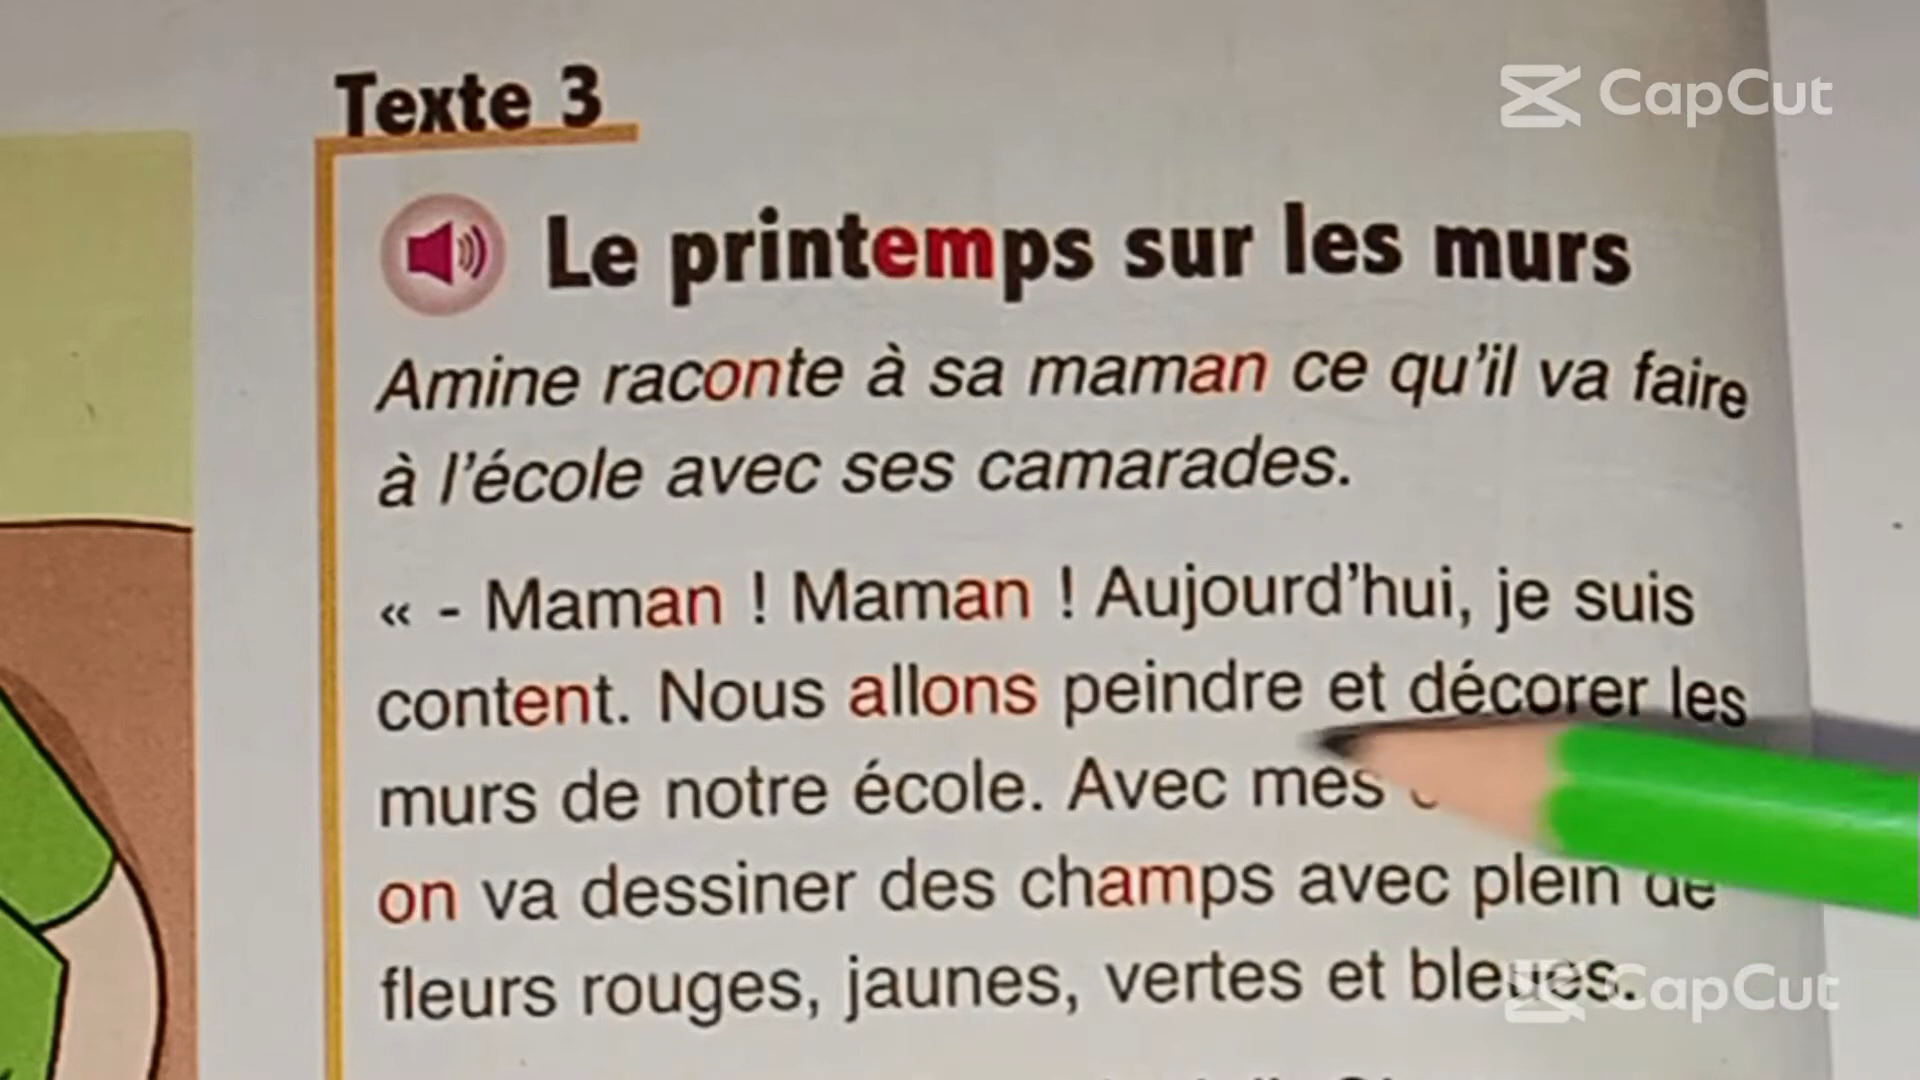 Texte 3
CapCut
Le printemps sur les murs
Amine raconte à sa maman ce qu'il va faire
à l'école avec ses camarades.
« - Maman ! Maman ! Aujourd'hui, je suis
content. Nous allons peindre et décorer les
murs de notre école. Avec mes
on va dessiner des champs avec plein de
fleurs rouges, jaunes, vertes et bleues.
CapCut